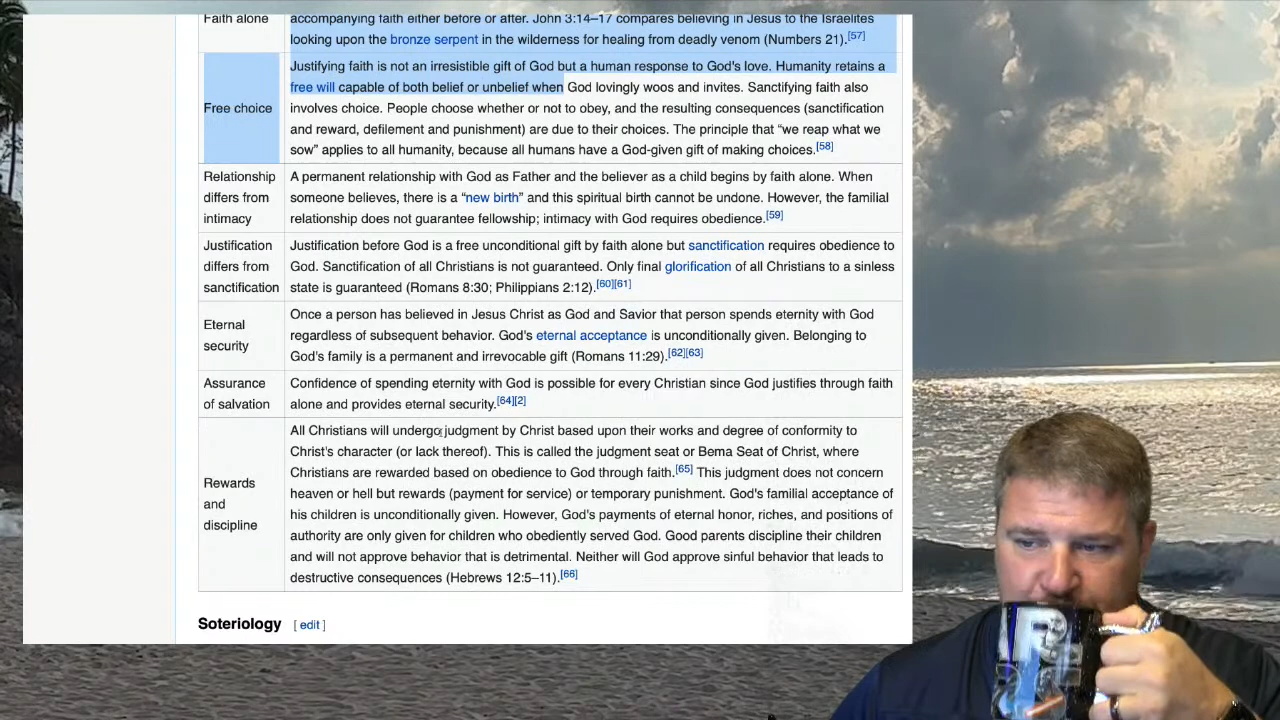 Faith alone
accompanying faith either before or after. John 3:14–17 compares believing in Jesus to the Israelites
looking upon the bronze serpent in the wilderness for healing from deadly venom (Numbers 21).[57]
Free choice
Justifying faith is not an irresistible gift of God but a human response to God's love. Humanity retains a
free will capable of both belief or unbelief when God lovingly woos and invites. Sanctifying faith also
involves choice. People choose whether or not to obey, and the resulting consequences (sanctification
and reward, defilement and punishment) are due to their choices. The principle that “we reap what we
sow” applies to all humanity, because all humans have a God-given gift of making choices.[58]
Relationship
differs from
intimacy
A permanent relationship with God as Father and the believer as a child begins by faith alone. When
someone believes, there is a “new birth” and this spiritual birth cannot be undone. However, the familial
relationship does not guarantee fellowship; intimacy with God requires obedience.[59]
Justification
differs from
sanctification
Justification before God is a free unconditional gift by faith alone but sanctification requires obedience to
God. Sanctification of all Christians is not guaranteed. Only final glorification of all Christians to a sinless
state is guaranteed (Romans 8:30; Philippians 2:12).[60][61]
Eternal
security
Once a person has believed in Jesus Christ as God and Savior that person spends eternity with God
regardless of subsequent behavior. God's eternal acceptance is unconditionally given. Belonging to
God's family is a permanent and irrevocable gift (Romans 11:29).[62][63]
Assurance
of salvation
Confidence of spending eternity with God is possible for every Christian since God justifies through faith
alone and provides eternal security.[64][2]
Rewards
and
discipline
All Christians will undergo judgment by Christ based upon their works and degree of conformity to
Christ's character (or lack thereof). This is called the judgment seat or Bema Seat of Christ, where
Christians are rewarded based on obedience to God through faith.[65] This judgment does not concern
heaven or hell but rewards (payment for service) or temporary punishment. God's familial acceptance of
his children is unconditionally given. However, God's payments of eternal honor, riches, and positions of
authority are only given for children who obediently served God. Good parents discipline their children
and will not approve behavior that is detrimental. Neither will God approve sinful behavior that leads to
destructive consequences (Hebrews 12:5–11).[66]
Soteriology [ edit ]